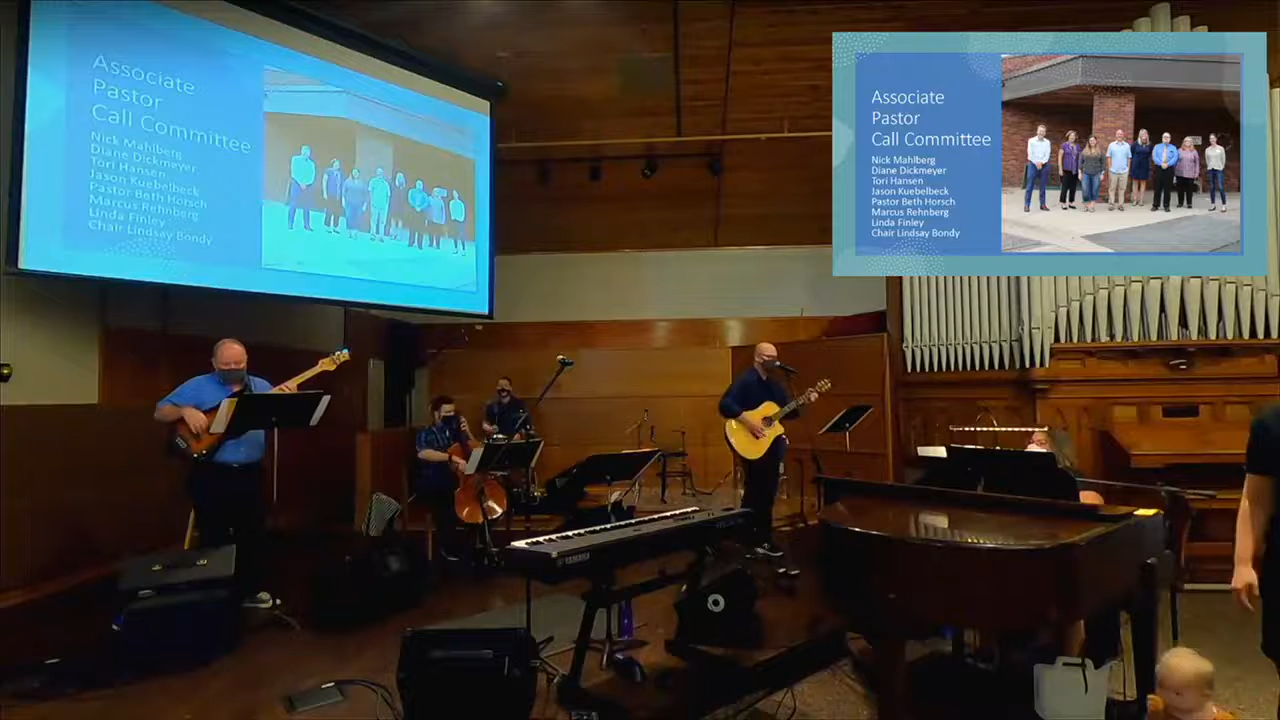 Associate
Pastor
Call Committee
Nick Mahlberg
Diane Dickmeyer
Tori Hansen
Jason Kuebelbeck
Pastor Beth Horsch
Marcus Rehnberg
Linda Finley
Chair Lindsay Bondy
Associate
Pastor
Call Committee
Nick Mahlberg
Diane Dickmeyer
Tori Hansen
Jason Kuebelbeck
Pastor Beth Horsch
Marcus Rehnberg
Linda Finley
Chair Lindsay Bondy
YAMAHA